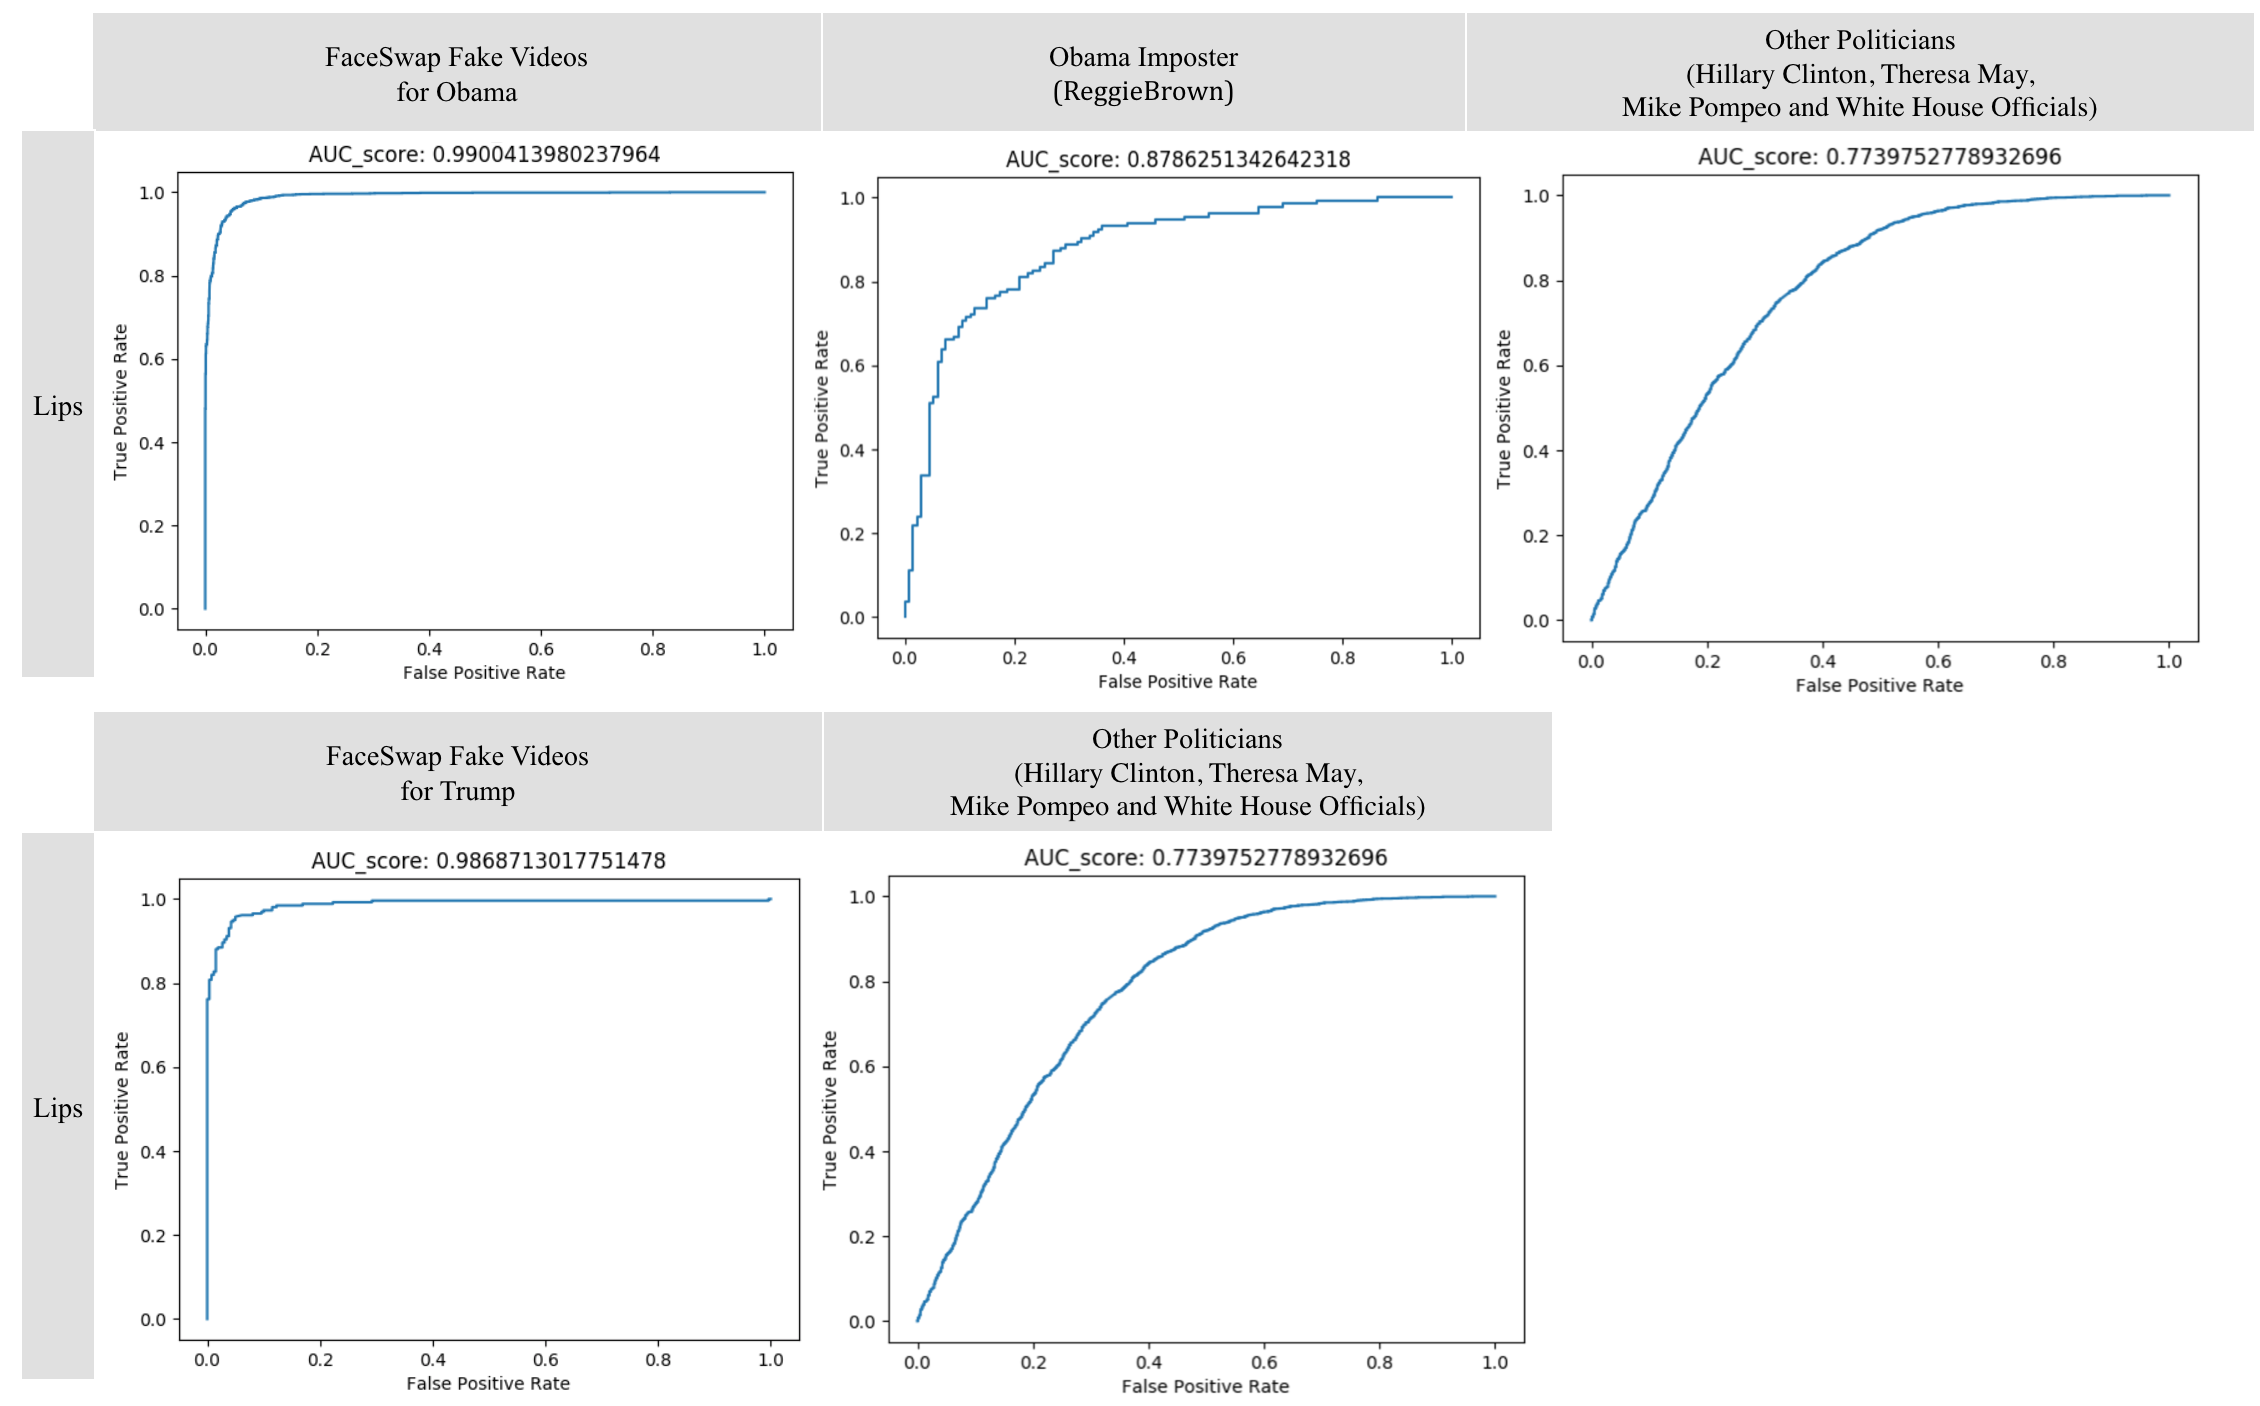 FaceSwap Fake Videos
for Obama
Obama Imposter
(ReggieBrown)
Other Politicians
(Hillary Clinton, Theresa May,
Mike Pompeo and White House Officials)
Lips
AUC_score: 0.9900413980237964
1.0
0.8
0.6
0.4
0.2
0.0
True Positive Rate
0.0 0.2 0.4 0.6 0.8 1.0
False Positive Rate
AUC_score: 0.8786251342642318
1.0
0.8
0.6
0.4
0.2
0.0
True Positive Rate
0.0 0.2 0.4 0.6 0.8 1.0
False Positive Rate
AUC_score: 0.7739752778932696
1.0
0.8
0.6
0.4
0.2
0.0
True Positive Rate
0.0 0.2 0.4 0.6 0.8 1.0
False Positive Rate
FaceSwap Fake Videos
for Trump
Other Politicians
(Hillary Clinton, Theresa May,
Mike Pompeo and White House Officials)
Lips
AUC_score: 0.9868713017751478
1.0
0.8
0.6
0.4
0.2
0.0
True Positive Rate
0.0 0.2 0.4 0.6 0.8 1.0
False Positive Rate
AUC_score: 0.7739752778932696
1.0
0.8
0.6
0.4
0.2
0.0
True Positive Rate
0.0 0.2 0.4 0.6 0.8 1.0
False Positive Rate